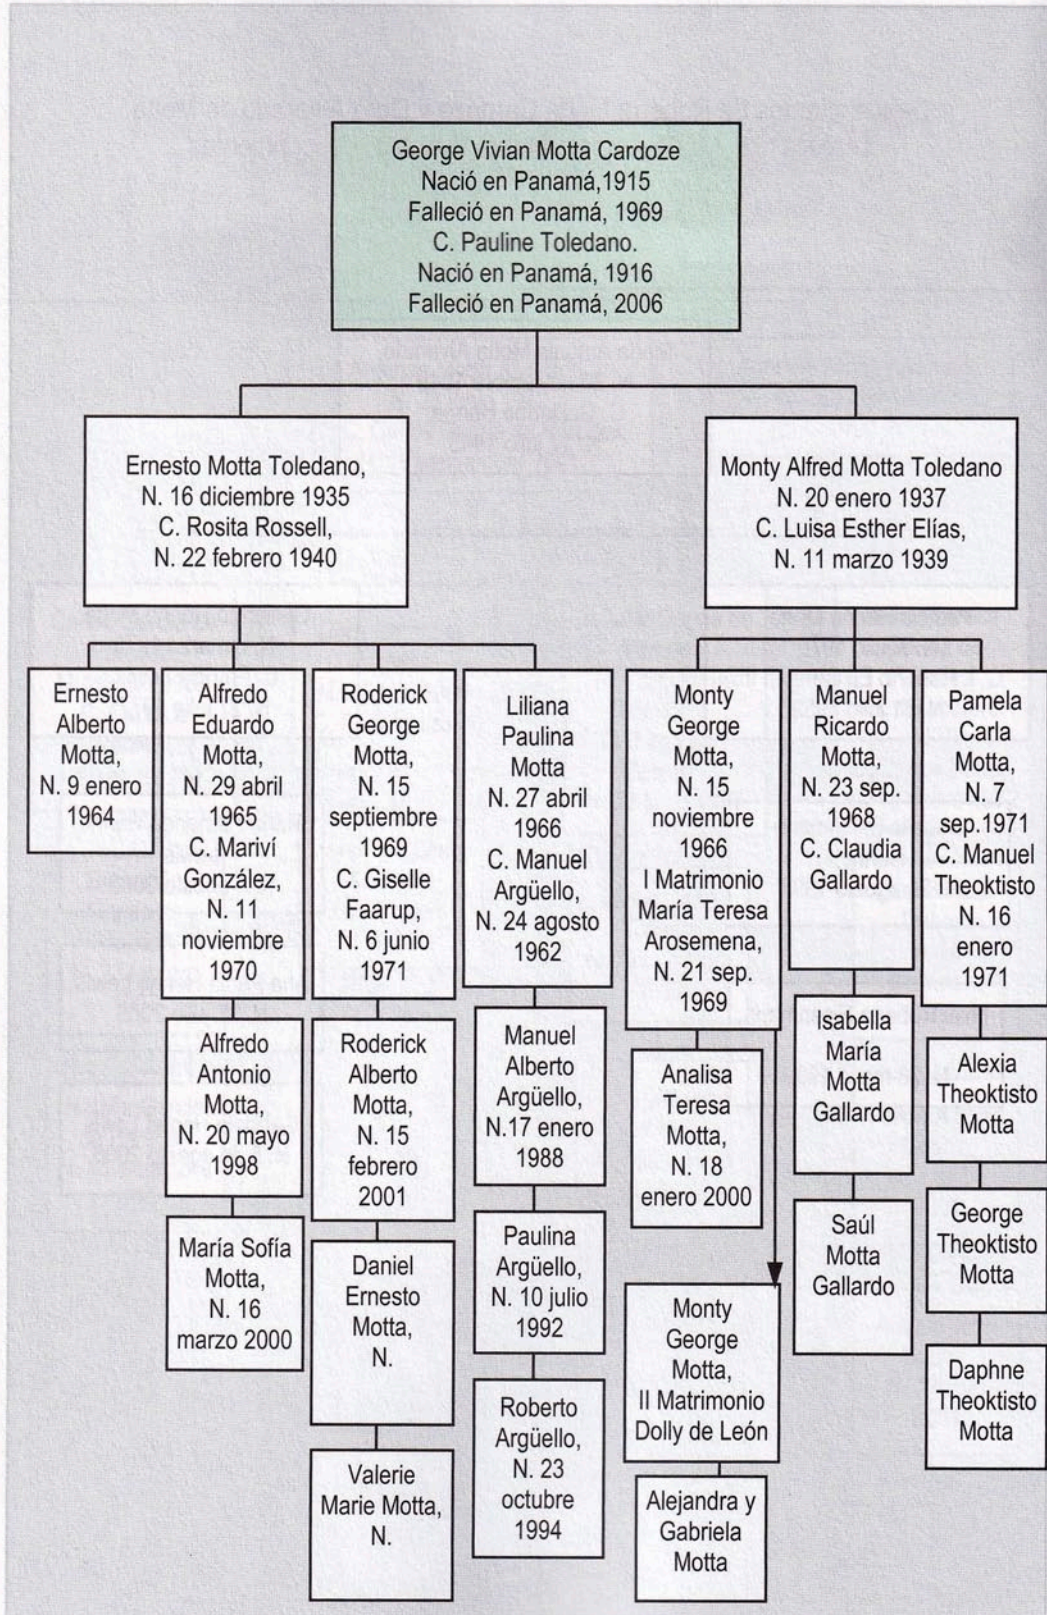 George Vivian Motta Cardoze
Nació en Panamá,1915
Falleció en Panamá, 1969
C. Pauline Toledano.
Nació en Panamá, 1916
Falleció en Panamá, 2006
Ernesto Motta Toledano,
N. 16 diciembre 1935
C. Rosita Rossell,
N. 22 febrero 1940
Monty Alfred Motta Toledano
N. 20 enero 1937
C. Luisa Esther Elías,
N. 11 marzo 1939
Ernesto
Alberto
Motta,
N. 9 enero
1964
Alfredo
Eduardo
Motta,
N. 29 abril
1965
C. Mariví
González,
N. 11
noviembre
1970
Alfredo
Antonio
Motta,
N. 20 mayo
1998
María Sofía
Motta,
N. 16
marzo 2000
Roderick
George
Motta,
N. 15
septiembre
1969
C. Giselle
Faarup,
N. 6 junio
1971
Roderick
Alberto
Motta,
N. 15
febrero
2001
Daniel
Ernesto
Motta,
N.
Valerie
Marie Motta,
N.
Liliana
Paulina
Motta
N. 27 abril
1966
C. Manuel
Argüello,
N. 24 agosto
1962
Manuel
Alberto
Argüello,
N.17 enero
1988
Paulina
Argüello,
N. 10 julio
1992
Roberto
Argüello,
N. 23
octubre
1994
Monty
George
Motta,
N. 15
noviembre
1966
I Matrimonio
María Teresa
Arosemena,
N. 21 sep.
1969
Analisa
Teresa
Motta,
N. 18
enero 2000
Monty
George
Motta,
II Matrimonio
Dolly de León
Alejandra y
Gabriela
Motta
Manuel
Ricardo
Motta,
N. 23 sep.
1968
C. Claudia
Gallardo
Isabella
María
Motta
Gallardo
Saúl
Motta
Gallardo
Pamela
Carla
Motta,
N. 7
sep.1971
C. Manuel
Theoktisto
N. 16
enero
1971
Alexia
Theoktisto
Motta
George
Theoktisto
Motta
Daphne
Theoktisto
Motta